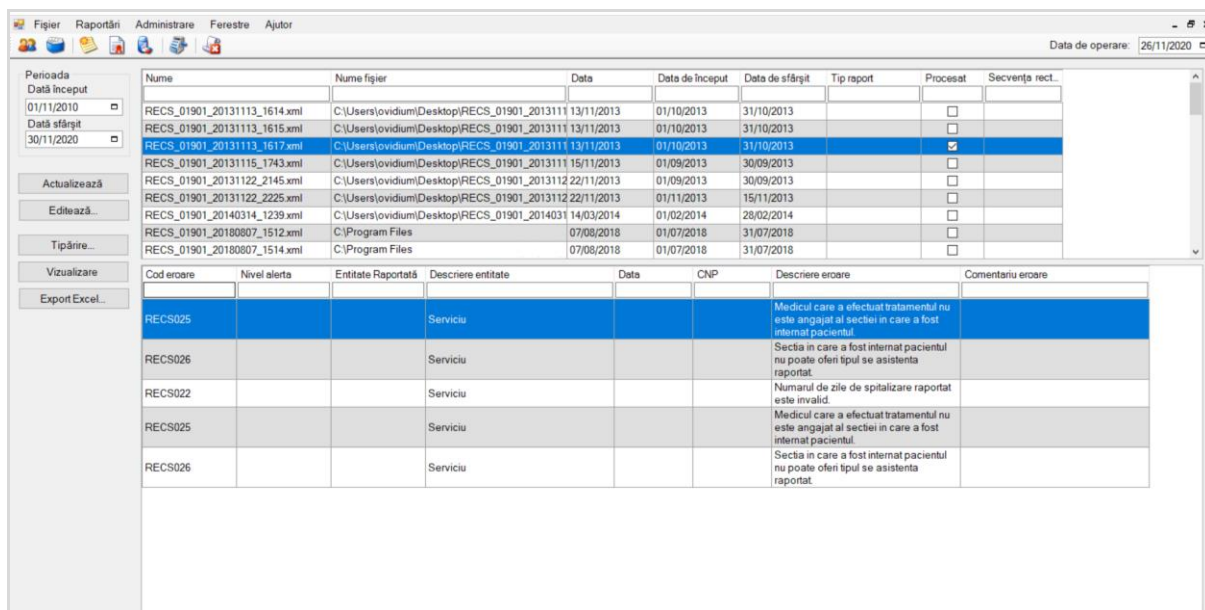 Fișier Raportări Administrare Ferestre Ajutor
Data de operare: 26/11/2020
Perioada
Dată început
01/11/2010
Dată sfârșit
30/11/2020
Actualizează
Editează...
Tipărire...
Vizualizare
Export Excel...
Nume Nume fișier Data Data de început Data de sfârșit Tip raport Procesat Secvența rect...
RECS_01901_20131113_1614.xml C:\Users\ovidium\Desktop\RECS_01901_2013111 13/11/2013 01/10/2013 31/10/2013
RECS_01901_20131113_1615.xml C:\Users\ovidium\Desktop\RECS_01901_2013111 13/11/2013 01/10/2013 31/10/2013
RECS_01901_20131113_1617.xml C:\Users\ovidium\Desktop\RECS_01901_2013111 13/11/2013 01/10/2013 31/10/2013
RECS_01901_20131115_1743.xml C:\Users\ovidium\Desktop\RECS_01901_2013111 15/11/2013 01/09/2013 30/09/2013
RECS_01901_20131122_2145.xml C:\Users\ovidium\Desktop\RECS_01901_2013112 22/11/2013 01/09/2013 30/09/2013
RECS_01901_20131122_2225.xml C:\Users\ovidium\Desktop\RECS_01901_2013112 22/11/2013 01/11/2013 15/11/2013
RECS_01901_20140314_1239.xml C:\Users\ovidium\Desktop\RECS_01901_2014031 14/03/2014 01/02/2014 28/02/2014
RECS_01901_20180807_1512.xml C:\Program Files 07/08/2018 01/07/2018 31/07/2018
RECS_01901_20180807_1514.xml C:\Program Files 07/08/2018 01/07/2018 31/07/2018
Cod eroare Nivel alerta Entitate Raportată Descriere entitate Data CNP Descriere eroare Comentariu eroare
RECS025 Serviciu Medicul care a efectuat tratamentul nu
este angajat al sectiei in care a fost
internat pacientul.
RECS026 Serviciu Sectia in care a fost internat pacientul
nu poate oferi tipul se asistenta
raportat.
RECS022 Serviciu Numarul de zile de spitalizare raportat
este invalid.
RECS025 Serviciu Medicul care a efectuat tratamentul nu
este angajat al sectiei in care a fost
internat pacientul.
RECS026 Serviciu Sectia in care a fost internat pacientul
nu poate oferi tipul se asistenta
raportat.